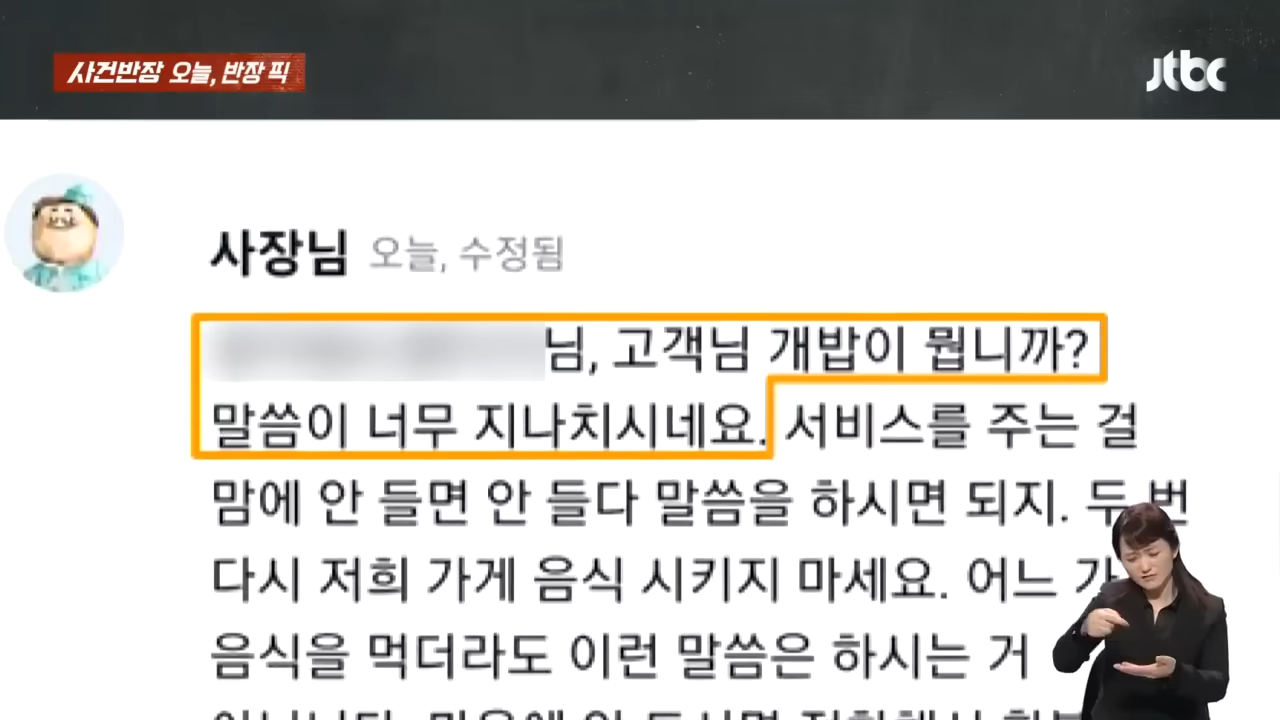 사건반장 오늘, 반장 픽
jtbc
사장님 오늘, 수정됨
님, 고객님 개밥이 뭡니까?
말씀이 너무 지나치시네요. 서비스를 주는 걸
맘에 안 들면 안 들다 말씀을 하시면 되지. 두 번
다시 저희 가게 음식 시키지 마세요. 어느
음식을 먹더라도 이런 말씀은 하시는 거